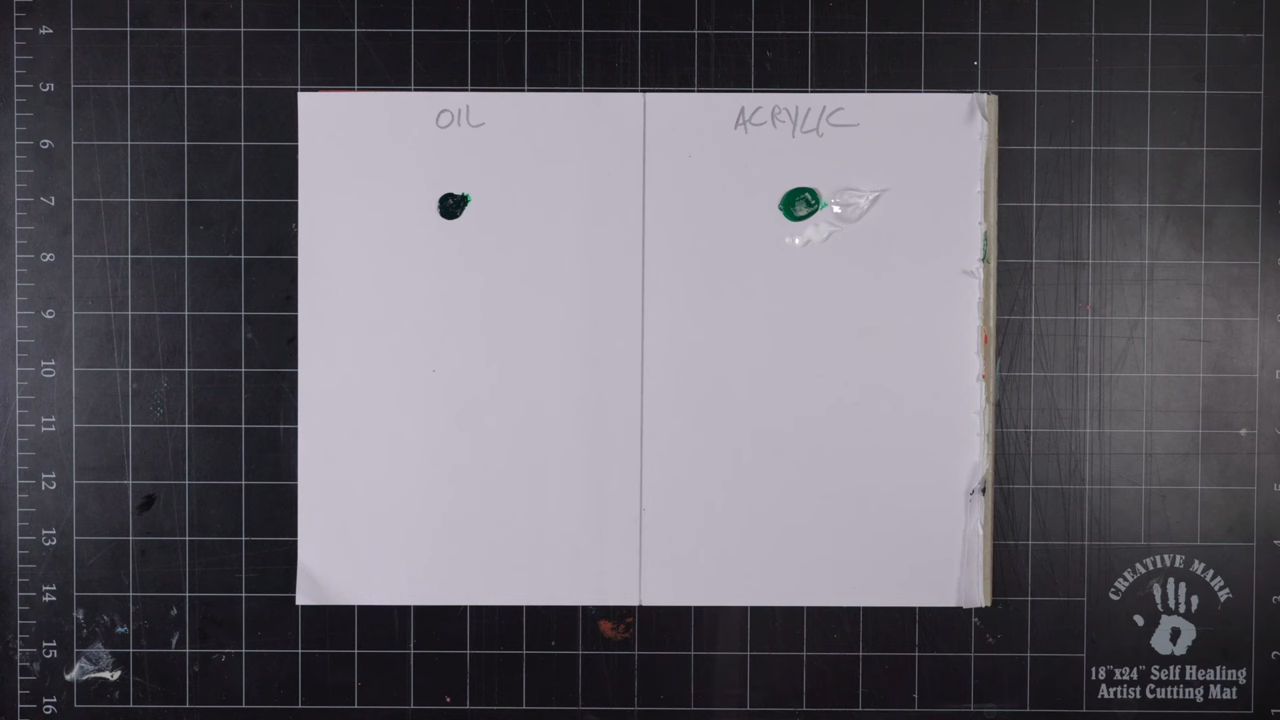 OIL
ACRYLIC
4
5
6
7
8
9
10
11
12
13
14
15
16
CREATIVE MARK
18"x24" Self Healing
Artist Cutting Mat